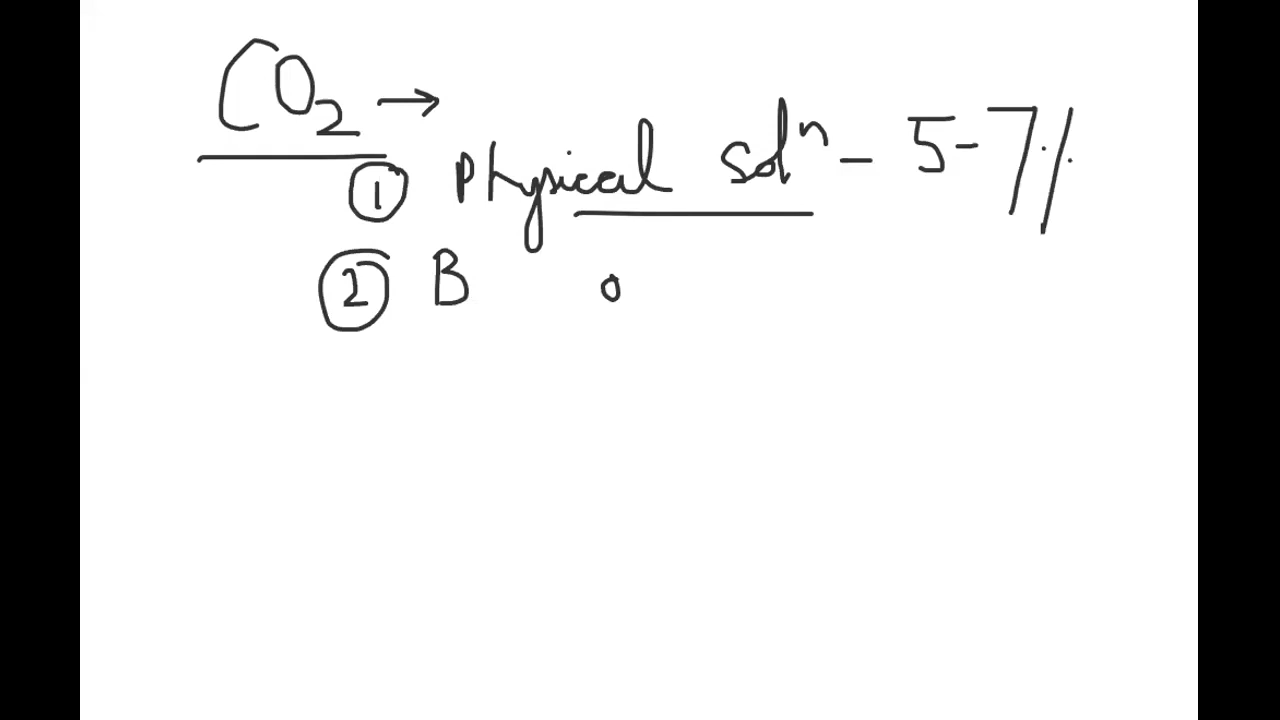 CO₂ →
① Physical solⁿ – 5-7%
② B o